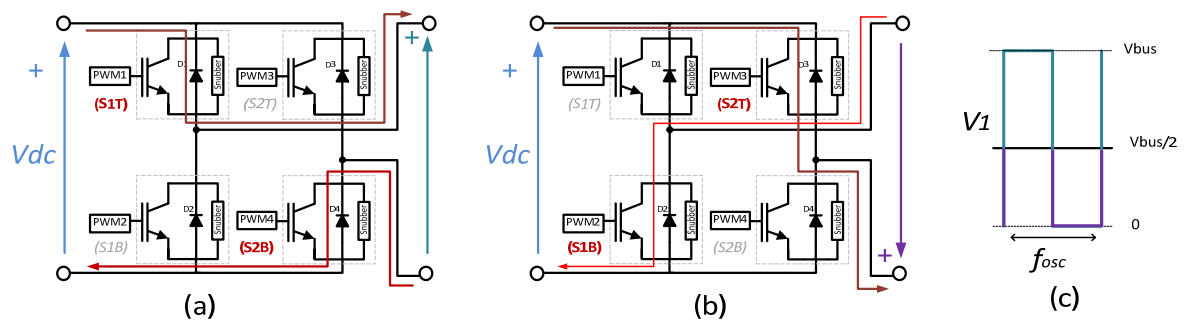 PWM1
(S1T)
D1
Snubber
PWM3
(S2T)
D3
Snubber
+
+
Vdc
PWM2
(S1B)
D2
Snubber
PWM4
(S2B)
D4
Snubber
(a)
PWM1
(S1T)
D1
Snubber
PWM3
(S2T)
D3
Snubber
+
Vdc
PWM2
(S1B)
D2
Snubber
PWM4
(S2B)
D4
Snubber
+
(b)
Vbus
V1
Vbus/2
0
fosc
(c)